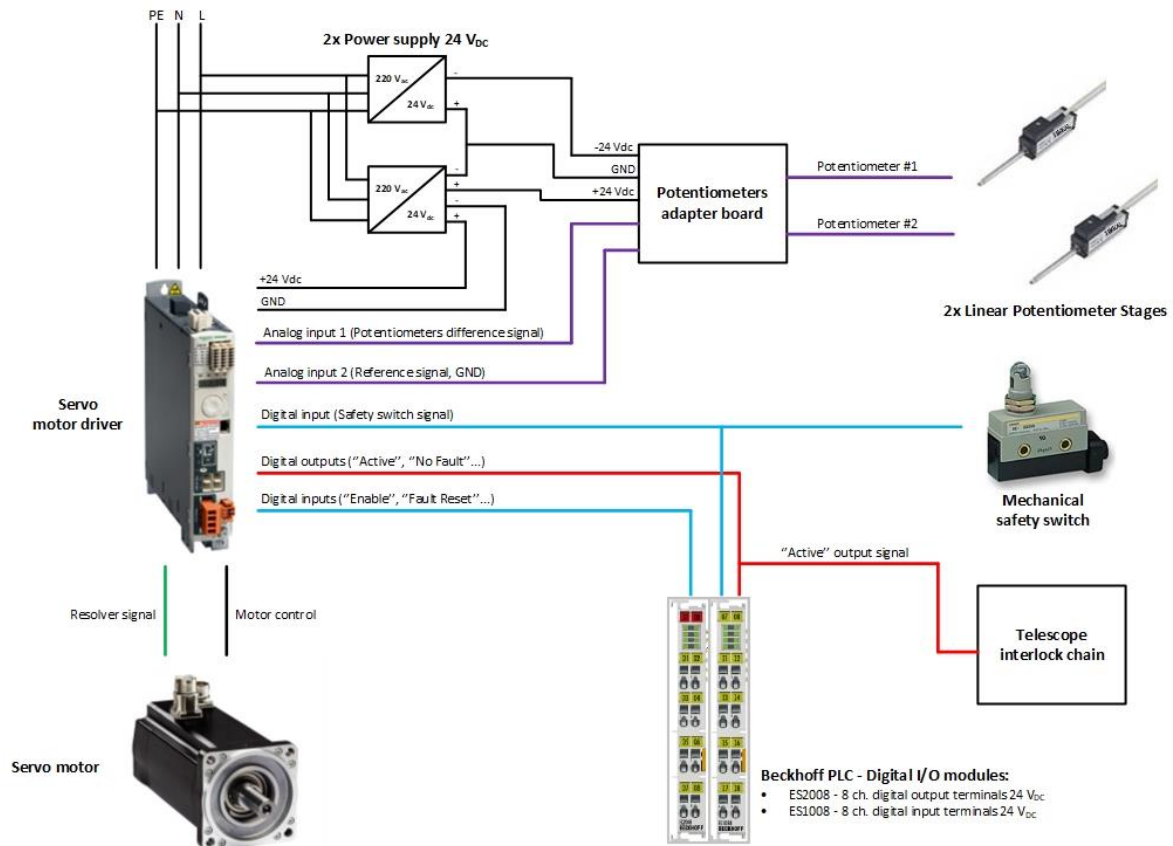 PE N L
2x Power supply 24 VDC
220 Vac
24 Vdc
-
+
220 Vac
24 Vdc
-
+
-
+
-24 Vdc
GND
+24 Vdc
Potentiometers
adapter board
Potentiometer #1
Potentiometer #2
2x Linear Potentiometer Stages
+24 Vdc
GND
Analog input 1 (Potentiometers difference signal)
Analog input 2 (Reference signal, GND)
Servo
motor driver
Digital input (Safety switch signal)
Digital outputs (''Active'', ''No Fault''...)
Digital inputs (''Enable'', ''Fault Reset''...)
Mechanical
safety switch
''Active'' output signal
Resolver signal
Motor control
Telescope
interlock chain
Servo motor
BECKHOFF
BECKHOFF
Beckhoff PLC - Digital I/O modules:
• ES2008 - 8 ch. digital output terminals 24 VDC
• ES1008 - 8 ch. digital input terminals 24 VDC